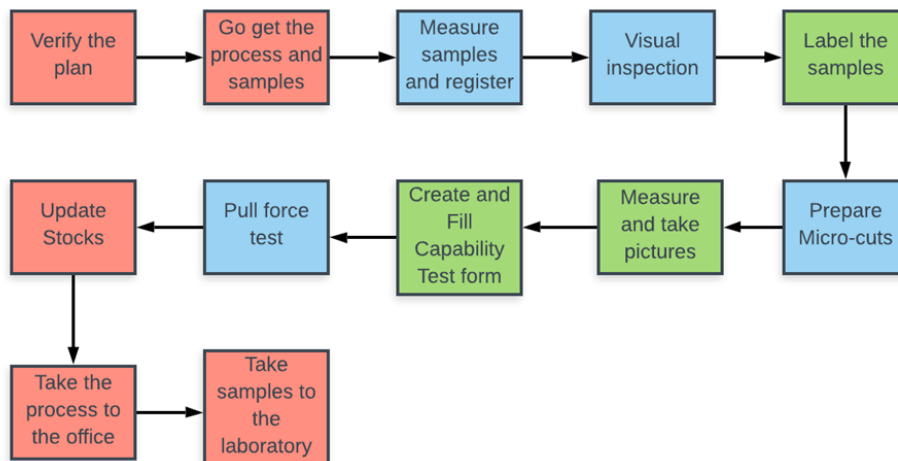 Verify the
plan
Go get the
process and
samples
Measure
samples
and register
Visual
inspection
Label the
samples
Prepare
Micro-cuts
Measure
and take
pictures
Create and
Fill
Capability
Test form
Pull force
test
Update
Stocks
Take the
process to
the office
Take
samples to
the
laboratory